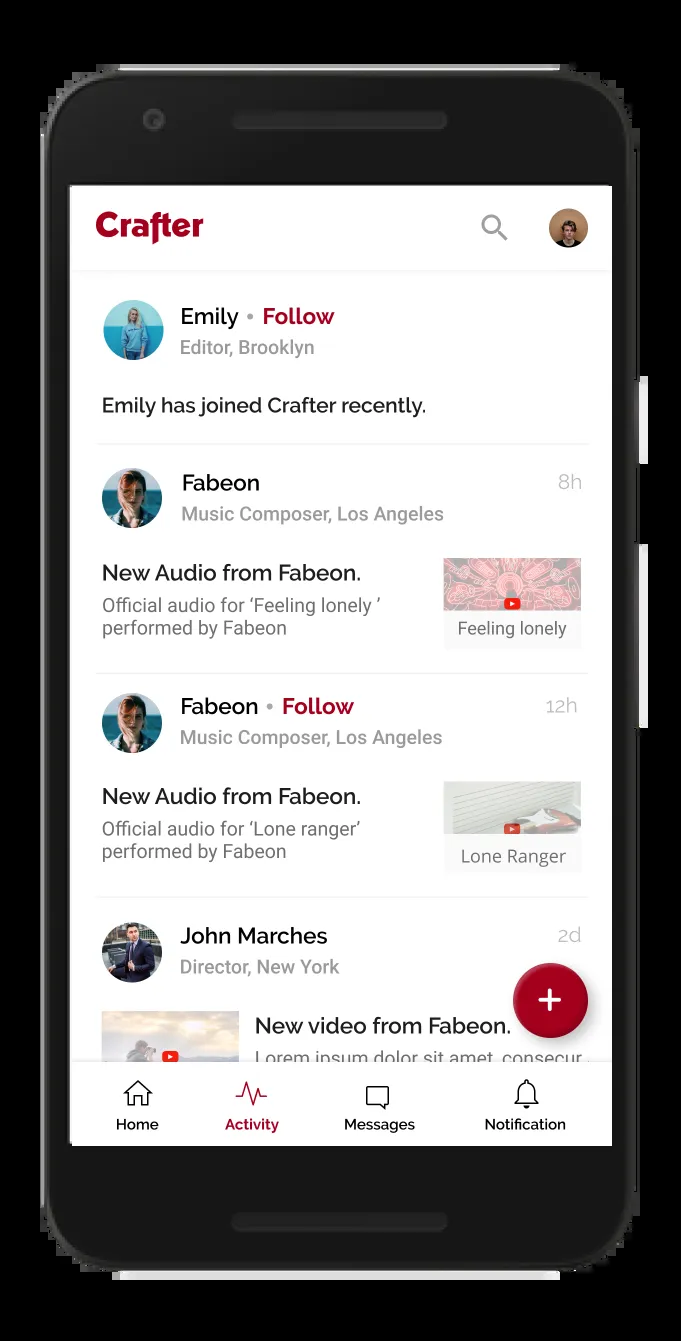 Crafter
Emily • Follow
Editor, Brooklyn
Emily has joined Crafter recently.
Fabeon 8h
Music Composer, Los Angeles
New Audio from Fabeon.
Official audio for ‘Feeling lonely ’
performed by Fabeon
Feeling lonely
Fabeon • Follow 12h
Music Composer, Los Angeles
New Audio from Fabeon.
Official audio for ‘Lone ranger’
performed by Fabeon
Lone Ranger
John Marches 2d
Director, New York
New video from Fabeon.
Lorem ipsum dolor sit amet, consecur
Home Activity Messages Notification